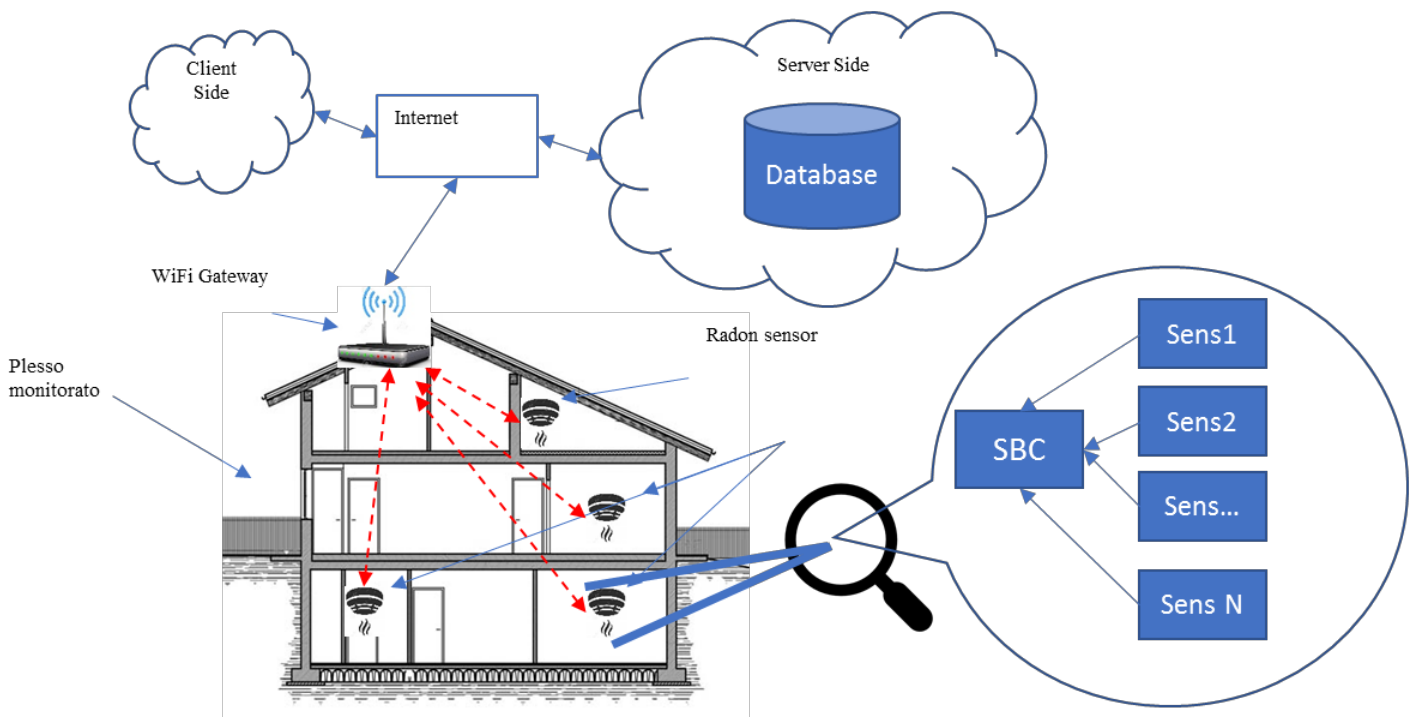 Client
Side
Server Side
Internet
Database
WiFi Gateway
Radon sensor
Plesso
monitorato
Sens1
Sens2
SBC
Sens...
Sens N